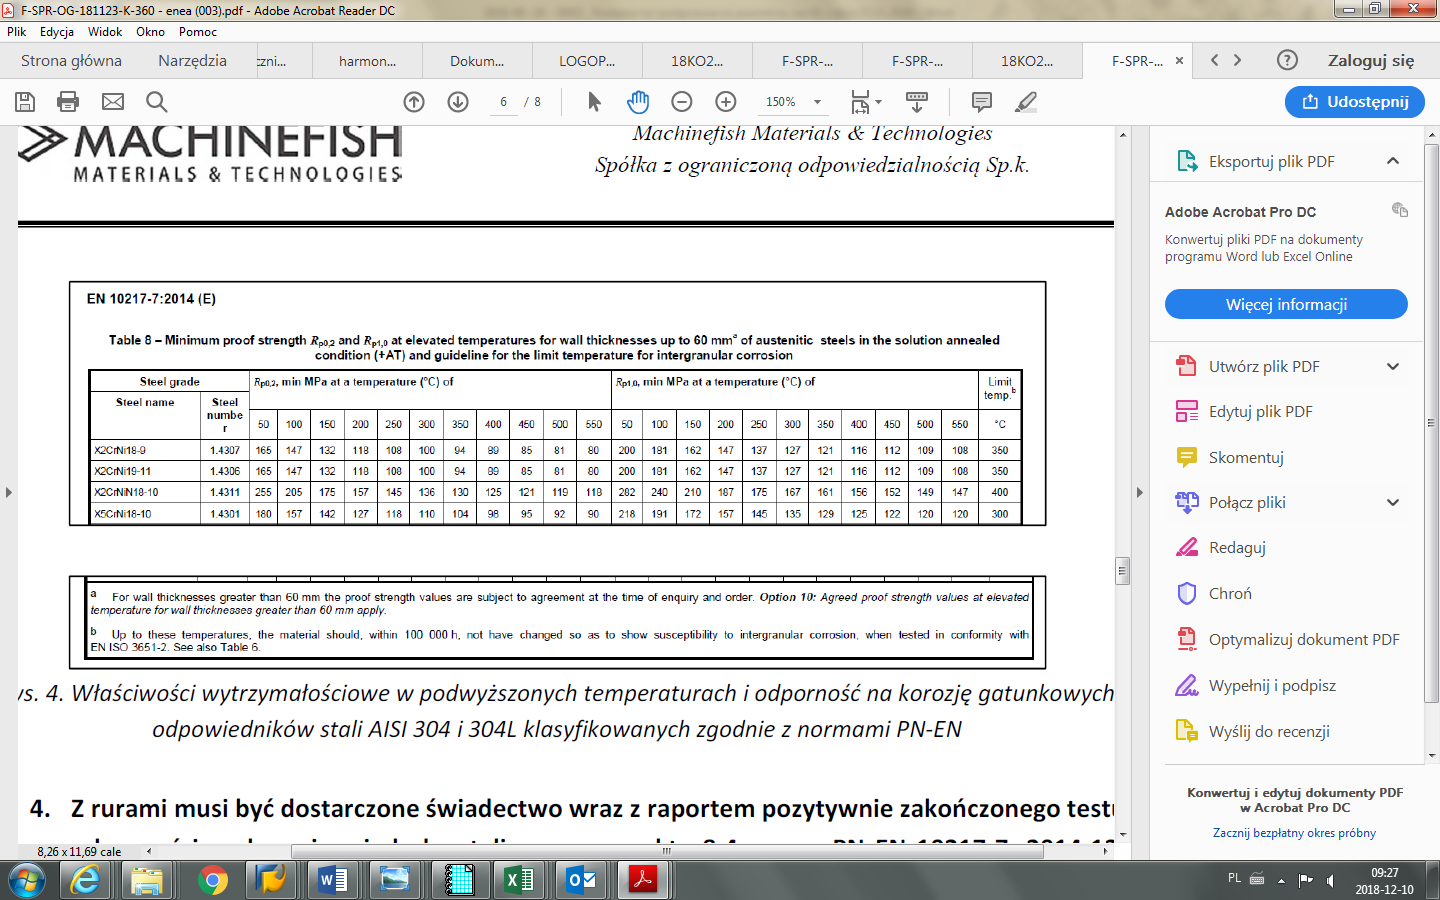 F-SPR-OG-181123-K-360 - enea (003).pdf - Adobe Acrobat Reader DC
Plik Edycja Widok Okno Pomoc
Strona główna Narzędzia harmon... Dokum... LOGOP... 18KO2... F-SPR-... F-SPR-... 18KO2... F-SPR-... × ? Zaloguj się
6 / 8 150% Udostępnij
MACHINEFISH
MATERIALS & TECHNOLOGIES
Machinefish Materials & Technologies
Spółka z ograniczoną odpowiedzialnością Sp.k.
EN 10217-7:2014 (E)
Table 8 – Minimum proof strength Rp0,2 and Rp1,0 at elevated temperatures for wall thicknesses up to 60 mm a of austenitic steels in the solution annealed
condition (+AT) and guideline for the limit temperature for intergranular corrosion
Steel grade Rp0,2, min MPa at a temperature (°C) of Rp1,0, min MPa at a temperature (°C) of Limit temp. b
Steel name Steel numbe r 50 100 150 200 250 300 350 400 450 500 550 50 100 150 200 250 300 350 400 450 500 550 °C
X2CrNi18-9 1.4307 165 147 132 118 108 100 94 89 85 81 80 200 181 162 147 137 127 121 116 112 109 108 350
X2CrNi19-11 1.4306 165 147 132 118 108 100 94 89 85 81 80 200 181 162 147 137 127 121 116 112 109 108 350
X2CrNiN18-10 1.4311 255 205 175 157 145 136 130 125 121 119 118 282 240 210 187 175 167 161 156 152 149 147 400
X5CrNi18-10 1.4301 180 157 142 127 118 110 104 98 95 92 90 218 191 172 157 145 135 129 125 122 120 120 300
a For wall thicknesses greater than 60 mm the proof strength values are subject to agreement at the time of enquiry and order. Option 10: Agreed proof strength values at elevated
temperature for wall thicknesses greater than 60 mm apply.
b Up to these temperatures, the material should, within 100 000 h, not have changed so as to show susceptibility to intergranular corrosion, when tested in conformity with
EN ISO 3651-2. See also Table 6.
ys. 4. Właściwości wytrzymałościowe w podwyższonych temperaturach i odporność na korozję gatunkowych
odpowiedników stali AISI 304 i 304L klasyfikowanych zgodnie z normami PN-EN
4. Z rurami musi być dostarczone świadectwo wraz z raportem pozytywnie zakończonego testu
8,26 x 11,69 cale
Eksportuj plik PDF
Adobe Acrobat Pro DC
Konwertuj pliki PDF na dokumenty
programu Word lub Excel Online
Więcej informacji
Utwórz plik PDF
Edytuj plik PDF
Skomentuj
Połącz pliki
Redaguj
Chroń
Optymalizuj dokument PDF
Wypełnij i podpisz
Wyślij do recenzji
Konwertuj i edytuj dokumenty PDF
w Acrobat Pro DC
Zacznij bezpłatny okres próbny
PL 09:27
2018-12-10